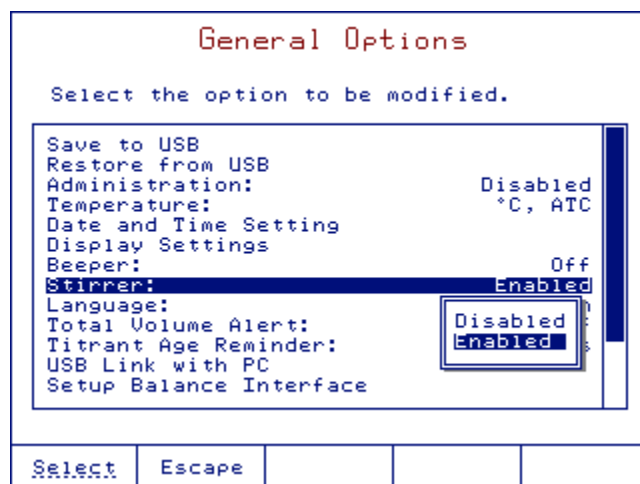 General Options
Select the option to be modified.
Save to USB
Restore from USB
Administration: Disabled
Temperature: °C, ATC
Date and Time Setting
Display Settings
Beeper: Off
Stirrer: Enabled
Language:
Total Volume Alert:
Titrant Age Reminder:
USB Link with PC
Setup Balance Interface
Disabled
Enabled
Select Escape